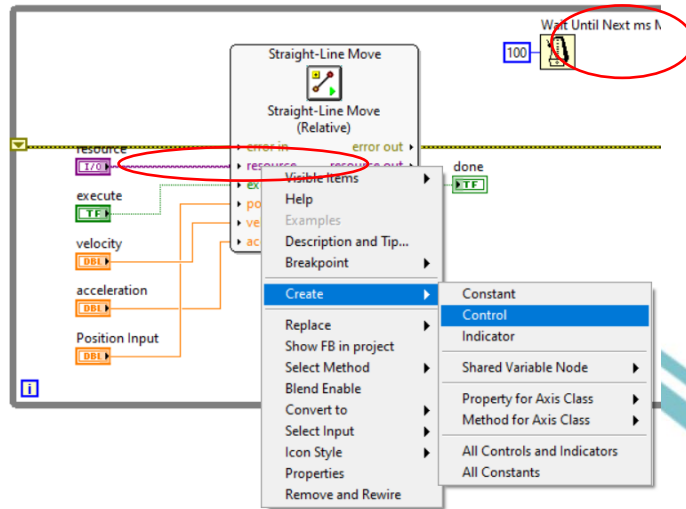 Wait Until Next ms M
100
Straight-Line Move
Straight-Line Move
(Relative)
error in
error out
resource
I/O
resource
resource out
done
TF
execute
TF
ex
po
velocity
DBL
ve
ac
acceleration
DBL
Position Input
DBL
i
Visible Items
Help
Examples
Description and Tip...
Breakpoint
Create
Replace
Show FB in project
Select Method
Blend Enable
Convert to
Select Input
Icon Style
Properties
Remove and Rewire
Constant
Control
Indicator
Shared Variable Node
Property for Axis Class
Method for Axis Class
All Controls and Indicators
All Constants